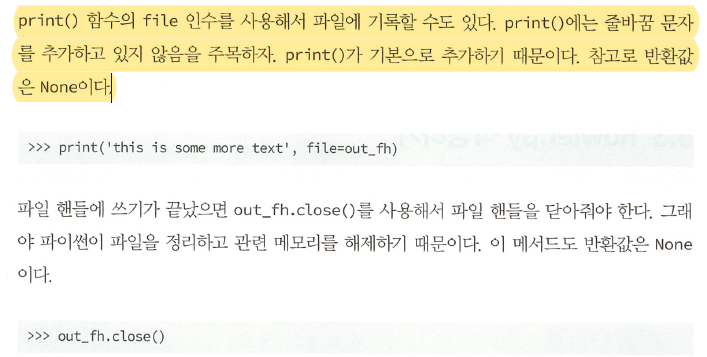 print() 함수의 file 인수를 사용해서 파일에 기록할 수도 있다. print()에는 줄바꿈 문자
를 추가하고 있지 않음을 주목하자. print()가 기본으로 추가하기 때문이다. 참고로 반환값
은 None이다.
>>> print('this is some more text', file=out_fh)
파일 핸들에 쓰기가 끝났으면 out_fh.close()를 사용해서 파일 핸들을 닫아줘야 한다. 그래
야 파이썬이 파일을 정리하고 관련 메모리를 해제하기 때문이다. 이 메서드도 반환값은 None
이다.
>>> out_fh.close()